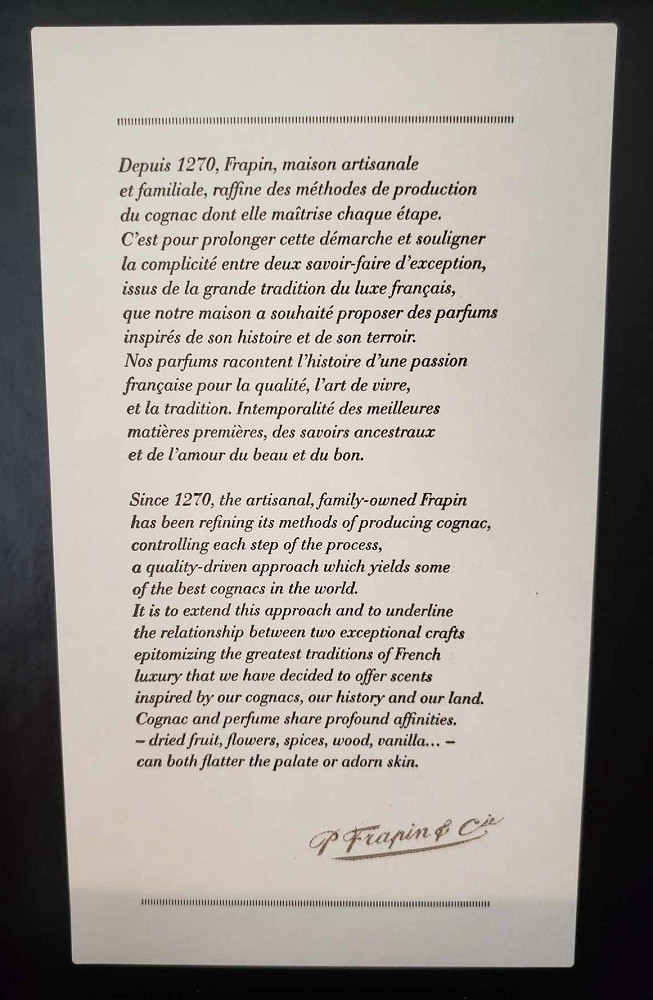 Depuis 1270, Frapin, maison artisanale
et familiale, raffine des méthodes de production
du cognac dont elle maîtrise chaque étape.
C'est pour prolonger cette démarche et souligner
la complicité entre deux savoir-faire d'exception,
issus de la grande tradition du luxe français,
que notre maison a souhaité proposer des parfums
inspirés de son histoire et de son terroir.
Nos parfums racontent l'histoire d'une passion
française pour la qualité, l'art de vivre,
et la tradition. Intemporalité des meilleures
matières premières, des savoirs ancestraux
et de l'amour du beau et du bon.
Since 1270, the artisanal, family-owned Frapin
has been refining its methods of producing cognac,
controlling each step of the process,
a quality-driven approach which yields some
of the best cognacs in the world.
It is to extend this approach and to underline
the relationship between two exceptional crafts
epitomizing the greatest traditions of French
luxury that we have decided to offer scents
inspired by our cognacs, our history and our land.
Cognac and perfume share profound affinities.
– dried fruit, flowers, spices, wood, vanilla... –
can both flatter the palate or adorn skin.
P Frapin & Cie